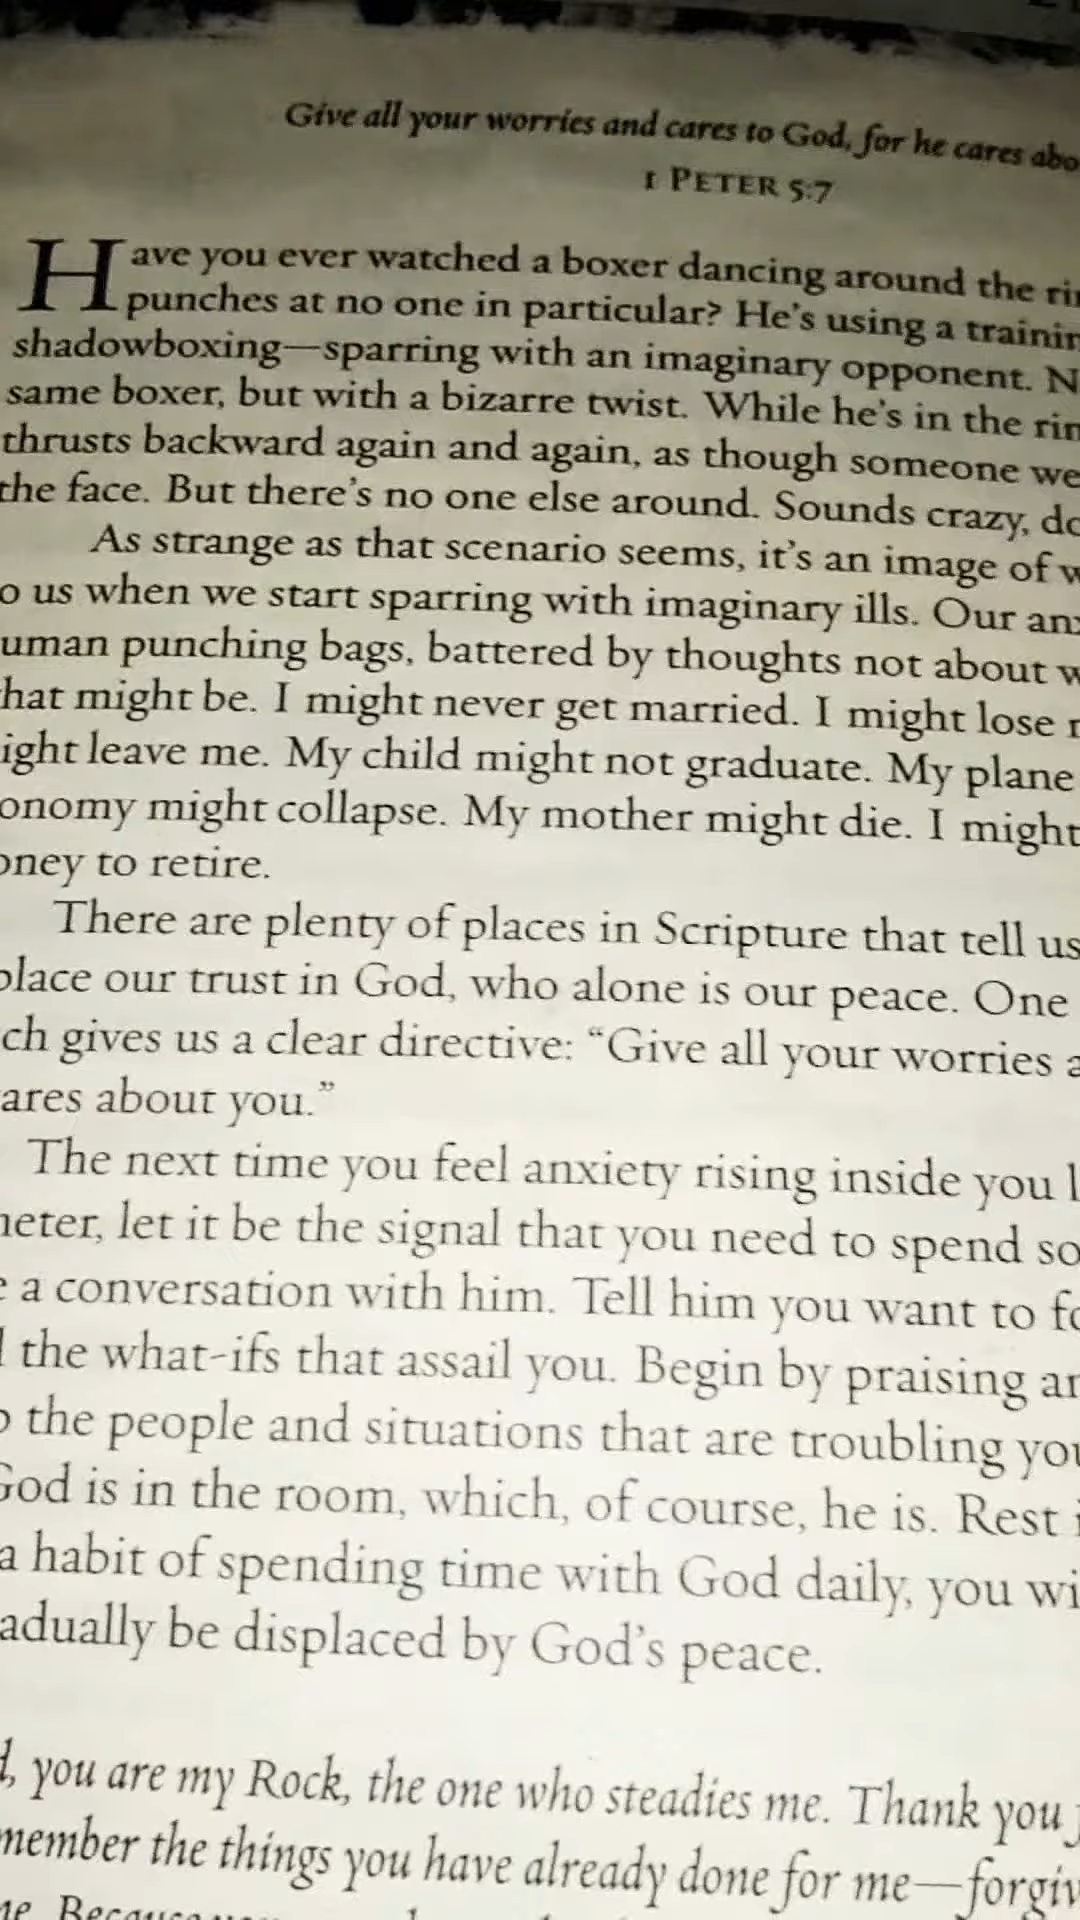 Give all your worries and cares to God, for he cares abo
1 PETER 5:7
Have you ever watched a boxer dancing around the rin
punches at no one in particular? He's using a trainin
shadowboxing—sparring with an imaginary opponent. N
same boxer, but with a bizarre twist. While he's in the rin
thrusts backward again and again, as though someone we
the face. But there's no one else around. Sounds crazy, do
As strange as that scenario seems, it's an image of w
o us when we start sparring with imaginary ills. Our anx
uman punching bags, battered by thoughts not about w
hat might be. I might never get married. I might lose
ight leave me. My child might not graduate. My plane
onomy might collapse. My mother might die. I might
oney to retire.
There are plenty of places in Scripture that tell us
place our trust in God, who alone is our peace. One
ch gives us a clear directive: “Give all your worries a
ares about you.”
The next time you feel anxiety rising inside you l
meter, let it be the signal that you need to spend so
e a conversation with him. Tell him you want to fo
the what-ifs that assail you. Begin by praising an
o the people and situations that are troubling you
God is in the room, which, of course, he is. Rest i
a habit of spending time with God daily, you wi
adually be displaced by God's peace.
d, you are my Rock, the one who steadies me. Thank you f
member the things you have already done for me—forgiv